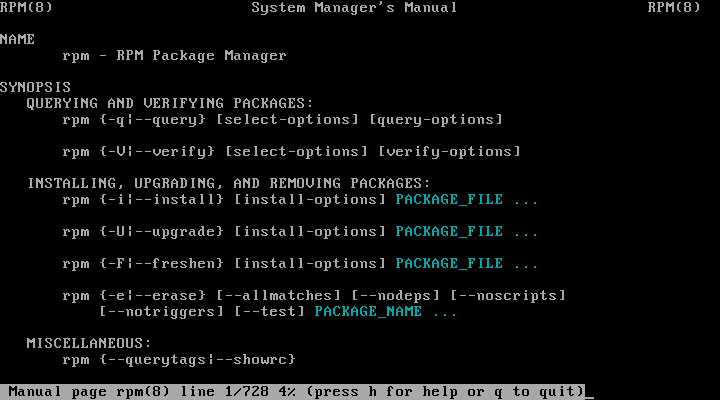 RPM(8) System Manager's Manual RPM(8)
NAME
rpm - RPM Package Manager
SYNOPSIS
QUERYING AND VERIFYING PACKAGES:
rpm {-q|--query} [select-options] [query-options]
rpm {-V|--verify} [select-options] [verify-options]
INSTALLING, UPGRADING, AND REMOVING PACKAGES:
rpm {-i|--install} [install-options] PACKAGE_FILE ...
rpm {-U|--upgrade} [install-options] PACKAGE_FILE ...
rpm {-F|--freshen} [install-options] PACKAGE_FILE ...
rpm {-e|--erase} [--allmatches] [--nodeps] [--noscripts]
[--notriggers] [--test] PACKAGE_NAME ...
MISCELLANEOUS:
rpm {--querytags|--showrc}
Manual page rpm(8) line 1/728 4% (press h for help or q to quit)